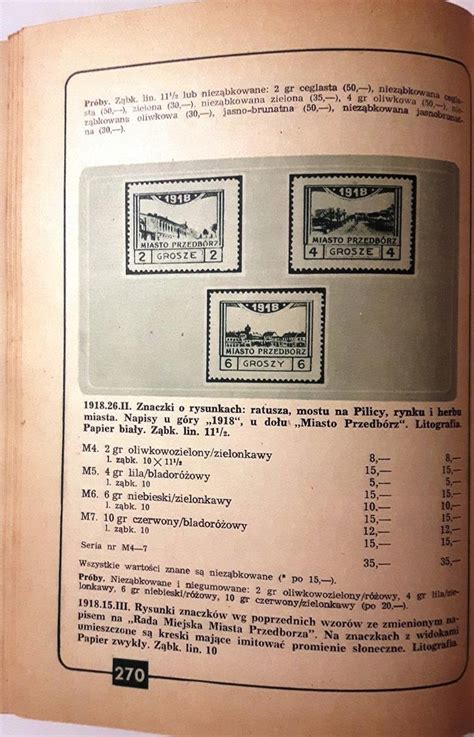 Próby. Ząbk. lin. 11½ lub nieząbkowane: 2 gr ceglasta (50,—), nieząbkowana cegla-
sta (50,—), zielona (30,—), nieząbkowana zielona (35,—), 4 gr oliwkowa (50,—), nie-
ząbkowana oliwkowa (30,—), jasno-brunatna (50,—), nieząbkowana jasnobrunat-
na (30,—).
1918
MIASTO PRZEDBÓRZ
2 GROSZE 2
1918
MIASTO PRZEDBÓRZ
4 GROSZE 4
1918
MIASTO PRZEDBÓRZ
6 GROSZY 6
1918.26.II. Znaczki o rysunkach: ratusza, mostu na Pilicy, rynku i herbu
miasta. Napisy u góry „1918", u dołu „Miasto Przedbórz". Litografia.
Papier biały. Ząbk. lin. 11½.
M4. 2 gr oliwkowozielony/zielonkawy 8,— 8,—
1. ząbk. 10 × 11½ 15,— 15,—
M5. 4 gr lila/bladoróżowy 8,— 8,—
1. ząbk. 10 15,— 15,—
M6. 6 gr niebieski/zielonkawy 10,— 10,—
1. ząbk. 10 15,— 15,—
M7. 10 gr czerwony/bladoróżowy 12,— 12,—
1. ząbk. 10 15,— 15,—
Seria nr M4—7 35,— 35,—
Wszystkie wartości znane są nieząbkowane (* po 15,—).
Próby. Nieząbkowane i niegumowane: 2 gr oliwkowozielony/różowy, 4 gr lila/zie-
lonkawy, 6 gr niebieski/różowy, 10 gr czerwony/zielonkawy (po 20,—).
1918.15.III. Rysunki znaczków wg poprzednich wzorów ze zmienionym na-
pisem na „Rada Miejska Miasta Przedborza". Na znaczkach z widokami
umieszczone są kreski mające imitować promienie słoneczne. Litografia.
Papier zwykły. Ząbk. lin. 10
270